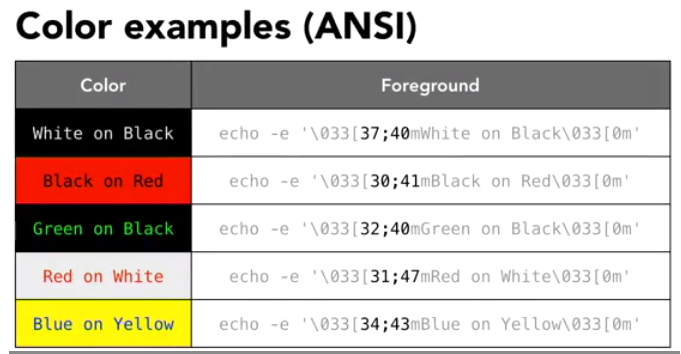 Color examples (ANSI)
Color Foreground
White on Black echo -e '\033[37;40mWhite on Black\033[0m'
Black on Red echo -e '\033[30;41mBlack on Red\033[0m'
Green on Black echo -e '\033[32;40mGreen on Black\033[0m'
Red on White echo -e '\033[31;47mRed on White\033[0m'
Blue on Yellow echo -e '\033[34;43mBlue on Yellow\033[0m'